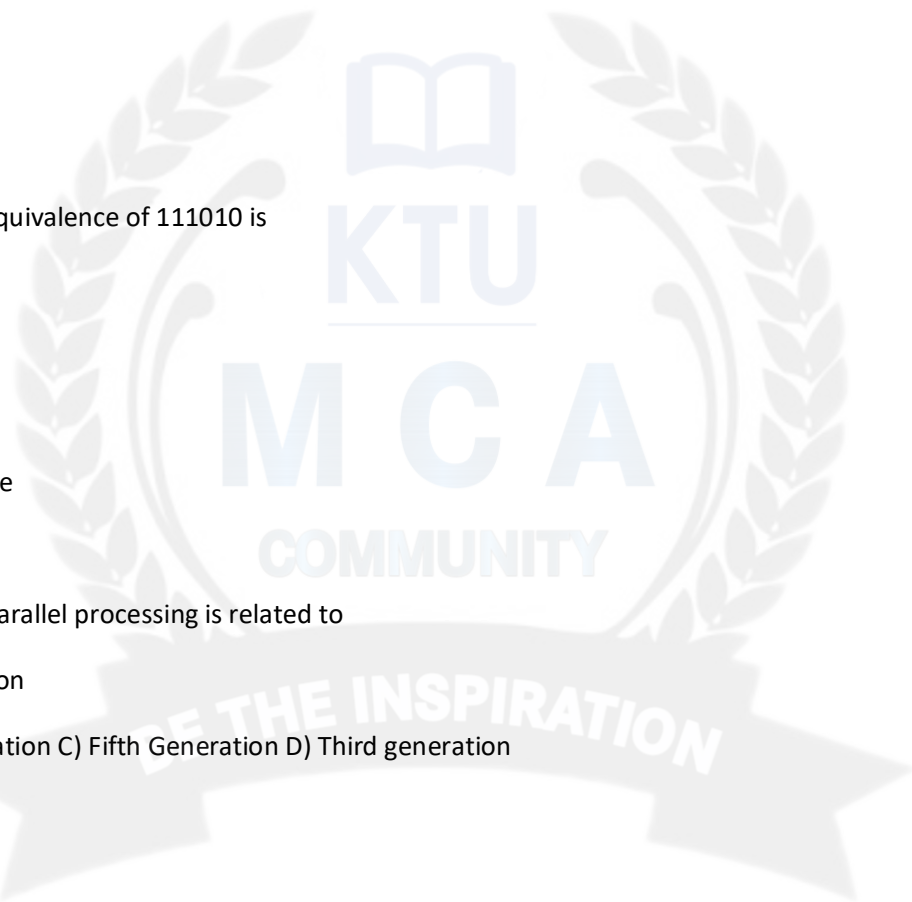 KTU
quivalence of 111010 is
M C A
e
COMMUNITY
arallel processing is related to
on
BE THE INSPIRATION
ation C) Fifth Generation D) Third generation